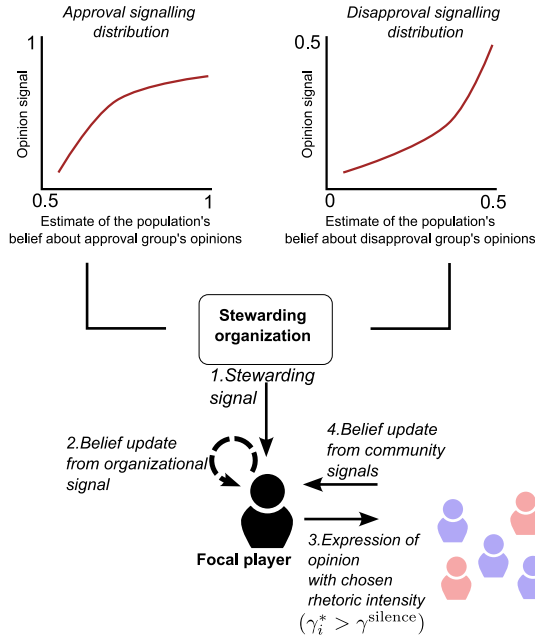 Approval signalling
distribution
1
Opinion signal
0.5
1
Estimate of the population's
belief about approval group's opinions
Disapproval signalling
distribution
0.5
Opinion signal
0
0.5
Estimate of the population's
belief about disapproval group's opinions
Stewarding
organization
1.Stewarding
signal
2.Belief update
from organizational
signal
4.Belief update
from community
signals
Focal player
3.Expression of
opinion
with chosen
rhetoric intensity
(γᵢ* > γ^silence)